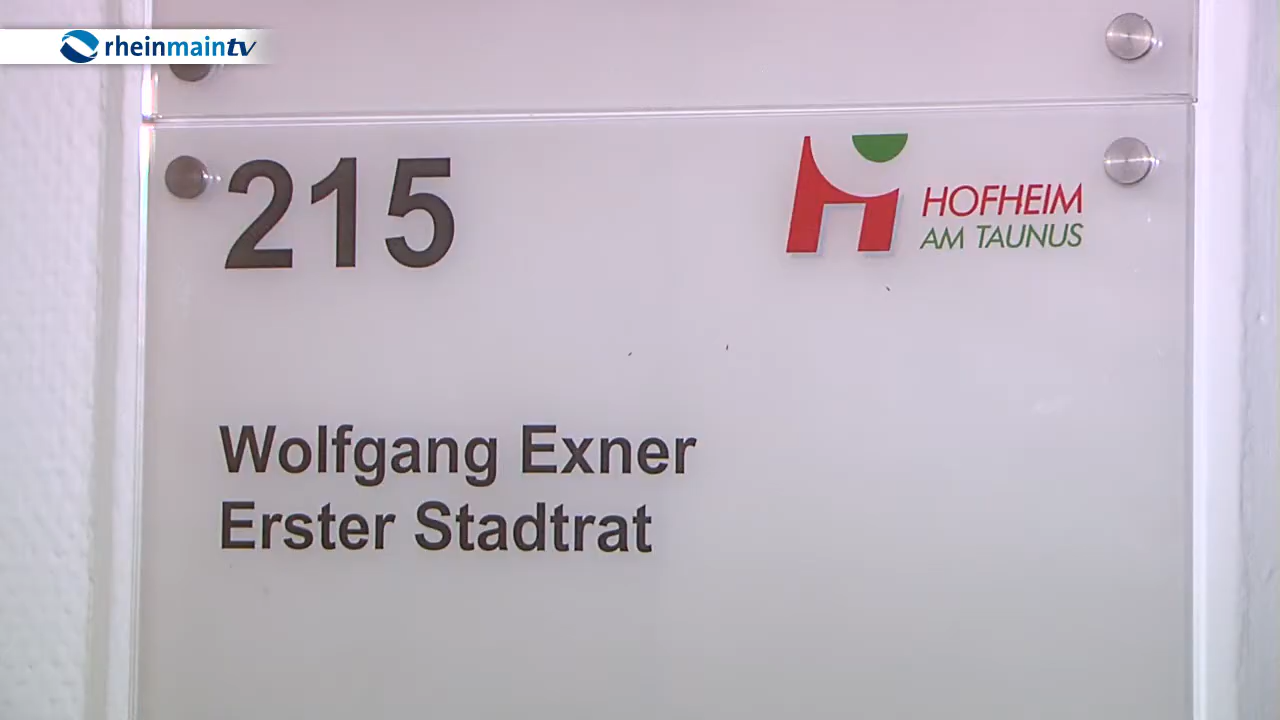 rheinmaintv
215
HOFHEIM
AM TAUNUS
Wolfgang Exner
Erster Stadtrat